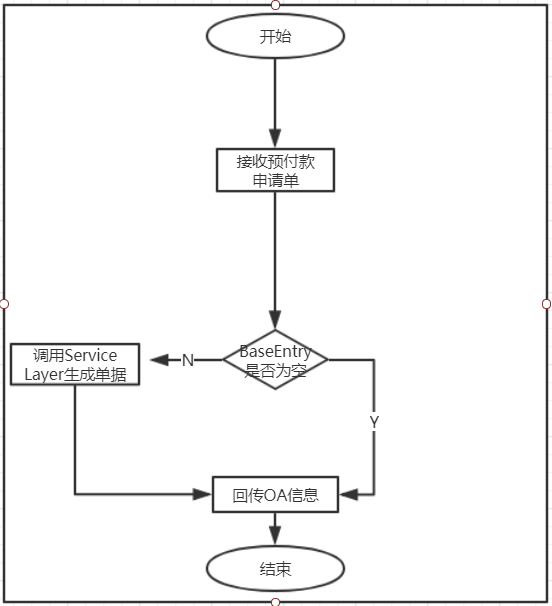 开始
接收预付款
申请单
BaseEntry
是否为空
N
调用Service
Layer生成单据
Y
回传OA信息
结束